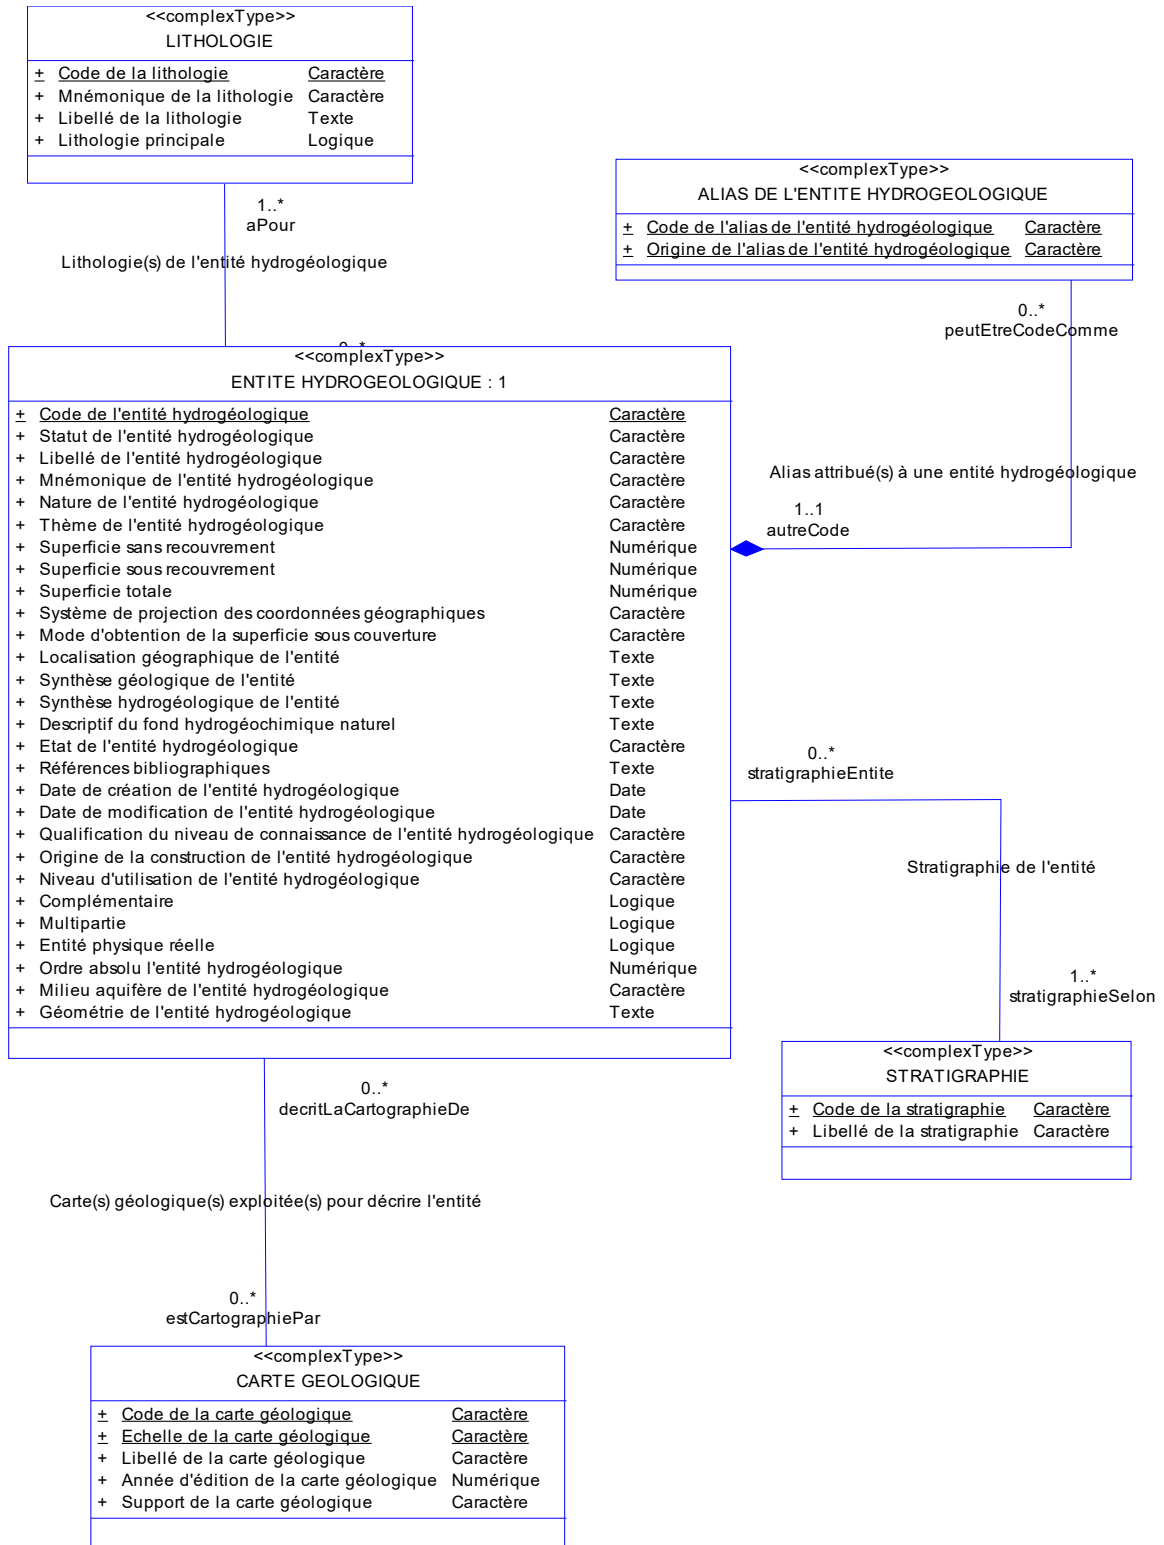 <<complexType>>
LITHOLOGIE
+ Code de la lithologie Caractère
+ Mnémonique de la lithologie Caractère
+ Libellé de la lithologie Texte
+ Lithologie principale Logique
1..*
aPour
Lithologie(s) de l'entité hydrogéologique
0..*
<<complexType>>
ALIAS DE L'ENTITE HYDROGEOLOGIQUE
+ Code de l'alias de l'entité hydrogéologique Caractère
+ Origine de l'alias de l'entité hydrogéologique Caractère
0..*
peutEtreCodeComme
Alias attribué(s) à une entité hydrogéologique
1..1
autreCode
<<complexType>>
ENTITE HYDROGEOLOGIQUE : 1
+ Code de l'entité hydrogéologique Caractère
+ Statut de l'entité hydrogéologique Caractère
+ Libellé de l'entité hydrogéologique Caractère
+ Mnémonique de l'entité hydrogéologique Caractère
+ Nature de l'entité hydrogéologique Caractère
+ Thème de l'entité hydrogéologique Caractère
+ Superficie sans recouvrement Numérique
+ Superficie sous recouvrement Numérique
+ Superficie totale Numérique
+ Système de projection des coordonnées géographiques Caractère
+ Mode d'obtention de la superficie sous couverture Caractère
+ Localisation géographique de l'entité Texte
+ Synthèse géologique de l'entité Texte
+ Synthèse hydrogéologique de l'entité Texte
+ Descriptif du fond hydrogéochimique naturel Texte
+ Etat de l'entité hydrogéologique Caractère
+ Références bibliographiques Texte
+ Date de création de l'entité hydrogéologique Date
+ Date de modification de l'entité hydrogéologique Date
+ Qualification du niveau de connaissance de l'entité hydrogéologique Caractère
+ Origine de la construction de l'entité hydrogéologique Caractère
+ Niveau d'utilisation de l'entité hydrogéologique Caractère
+ Complémentaire Logique
+ Multipartie Logique
+ Entité physique réelle Logique
+ Ordre absolu l'entité hydrogéologique Numérique
+ Milieu aquifère de l'entité hydrogéologique Caractère
+ Géométrie de l'entité hydrogéologique Texte
0..*
stratigraphieEntite
Stratigraphie de l'entité
1..*
stratigraphieSelon
<<complexType>>
STRATIGRAPHIE
+ Code de la stratigraphie Caractère
+ Libellé de la stratigraphie Caractère
0..*
decritLaCartographieDe
Carte(s) géologique(s) exploitée(s) pour décrire l'entité
0..*
estCartographiePar
<<complexType>>
CARTE GEOLOGIQUE
+ Code de la carte géologique Caractère
+ Echelle de la carte géologique Caractère
+ Libellé de la carte géologique Caractère
+ Année d'édition de la carte géologique Numérique
+ Support de la carte géologique Caractère